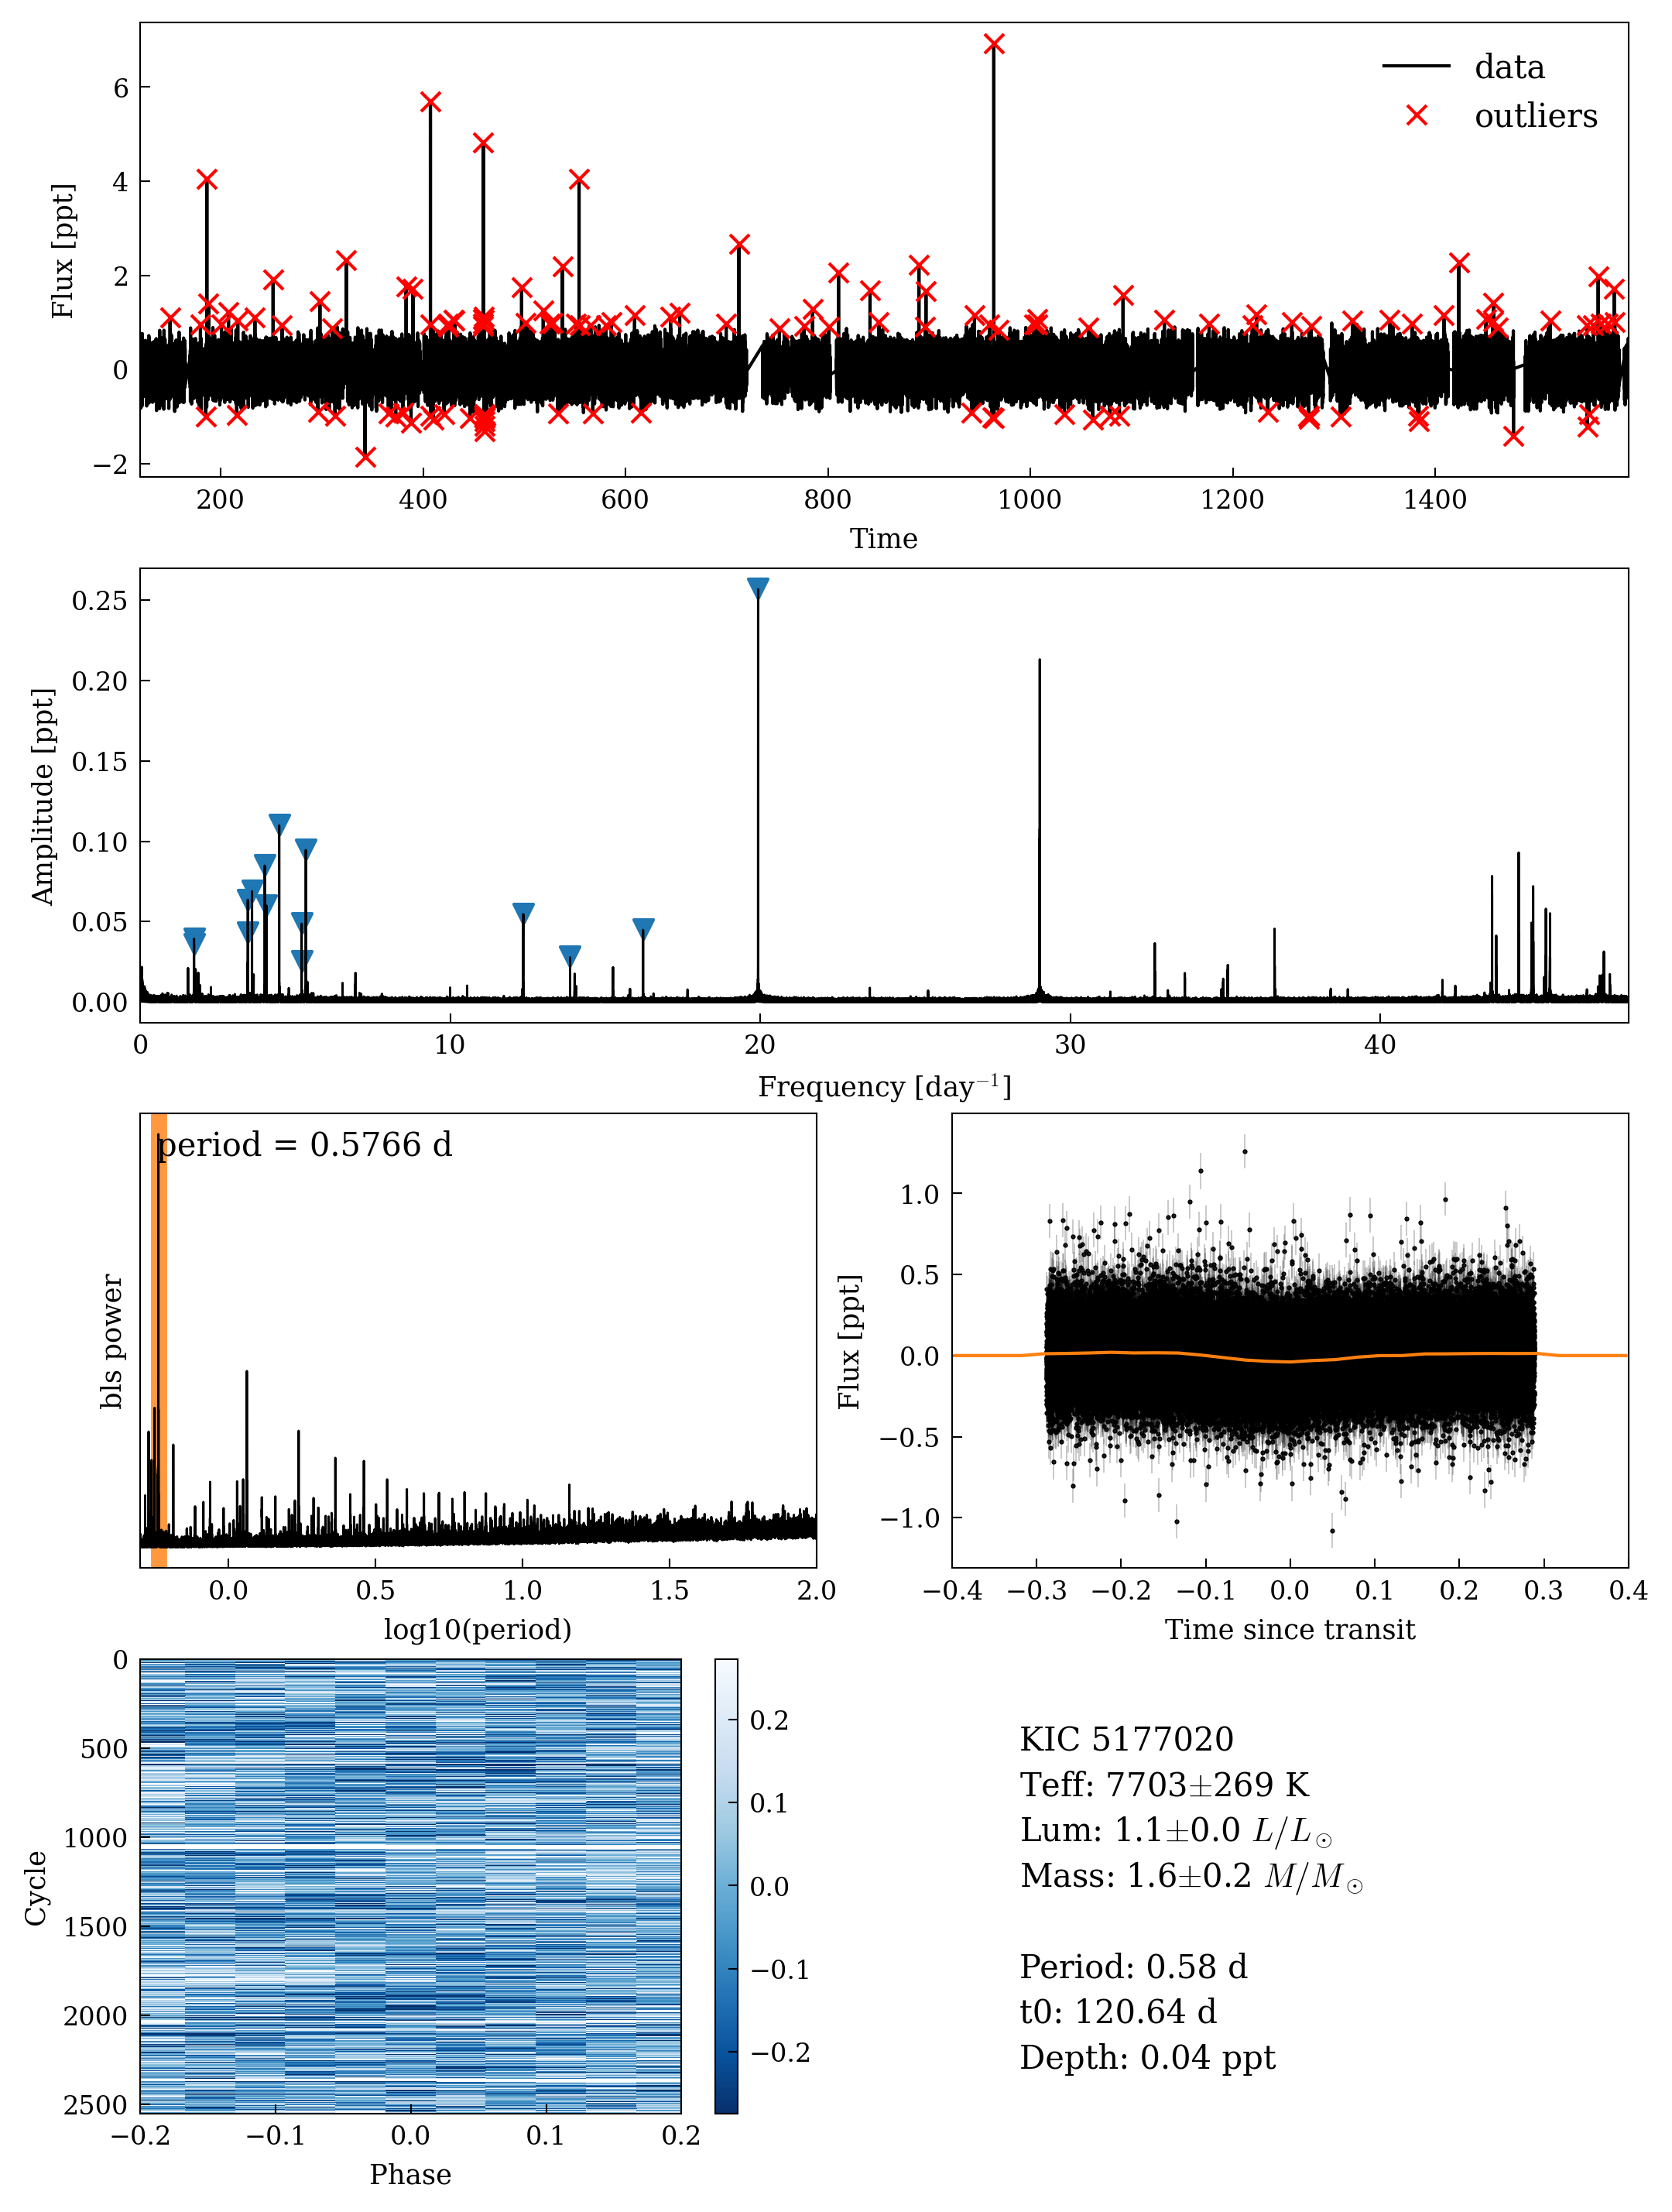 data
outliers
Flux [ppt]
6
4
2
0
−2
200 400 600 800 1000 1200 1400
Time
Amplitude [ppt]
0.25
0.20
0.15
0.10
0.05
0.00
0 10 20 30 40
Frequency [day⁻¹]
period = 0.5766 d
bls power
0.0 0.5 1.0 1.5 2.0
log10(period)
Flux [ppt]
1.0
0.5
0.0
−0.5
−1.0
−0.4 −0.3 −0.2 −0.1 0.0 0.1 0.2 0.3 0.4
Time since transit
Cycle
0
500
1000
1500
2000
2500
−0.2 −0.1 0.0 0.1 0.2
Phase
0.2
0.1
0.0
−0.1
−0.2
KIC 5177020
Teff: 7703±269 K
Lum: 1.1±0.0 L/L⊙
Mass: 1.6±0.2 M/M⊙
Period: 0.58 d
t0: 120.64 d
Depth: 0.04 ppt